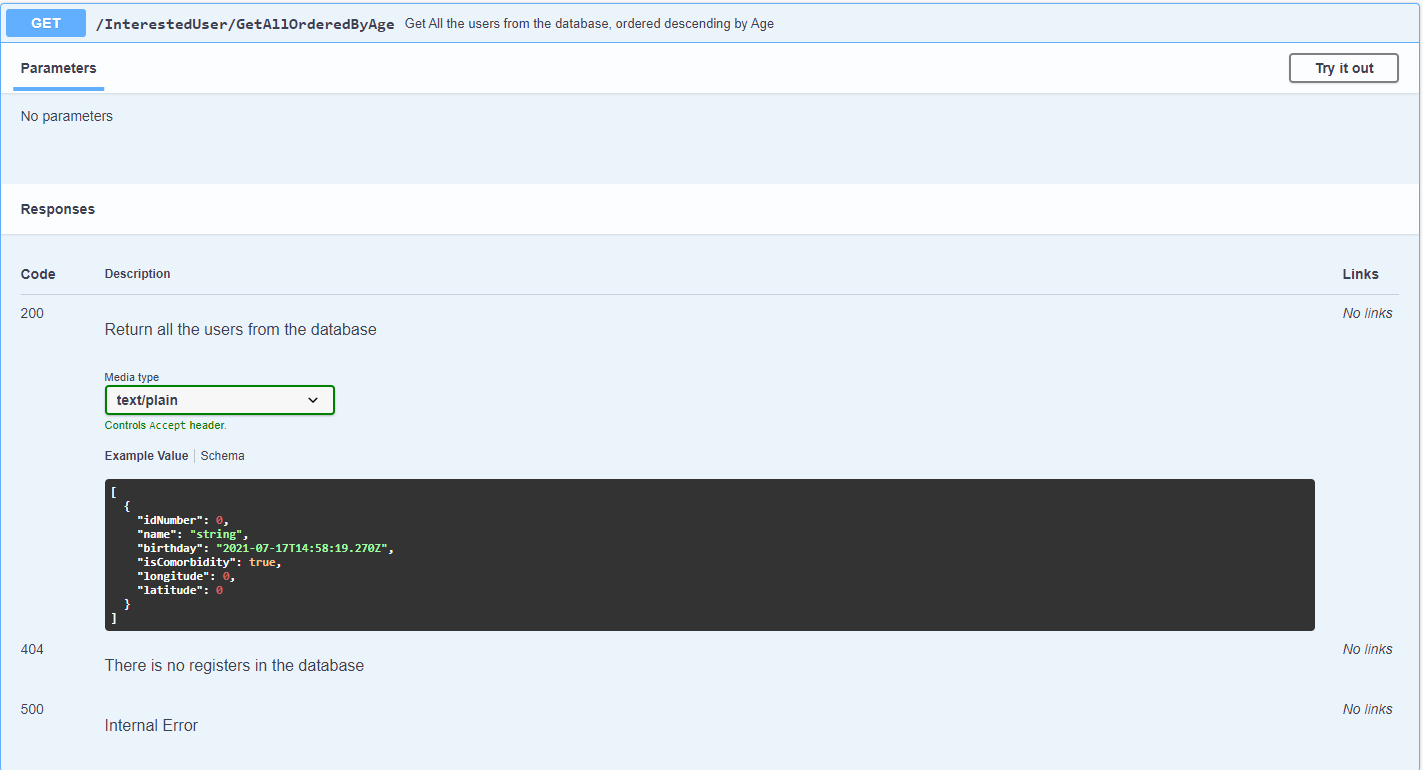 GET /InterestedUser/GetAllOrderedByAge Get All the users from the database, ordered descending by Age
Parameters Try it out
No parameters
Responses
Code Description Links
200 No links
Return all the users from the database
Media type
text/plain
Controls Accept header.
Example Value Schema
[
{
"idNumber": 0,
"name": "string",
"birthday": "2021-07-17T14:58:19.270Z",
"isComorbidity": true,
"longitude": 0,
"latitude": 0
}
]
404 No links
There is no registers in the database
500 No links
Internal Error